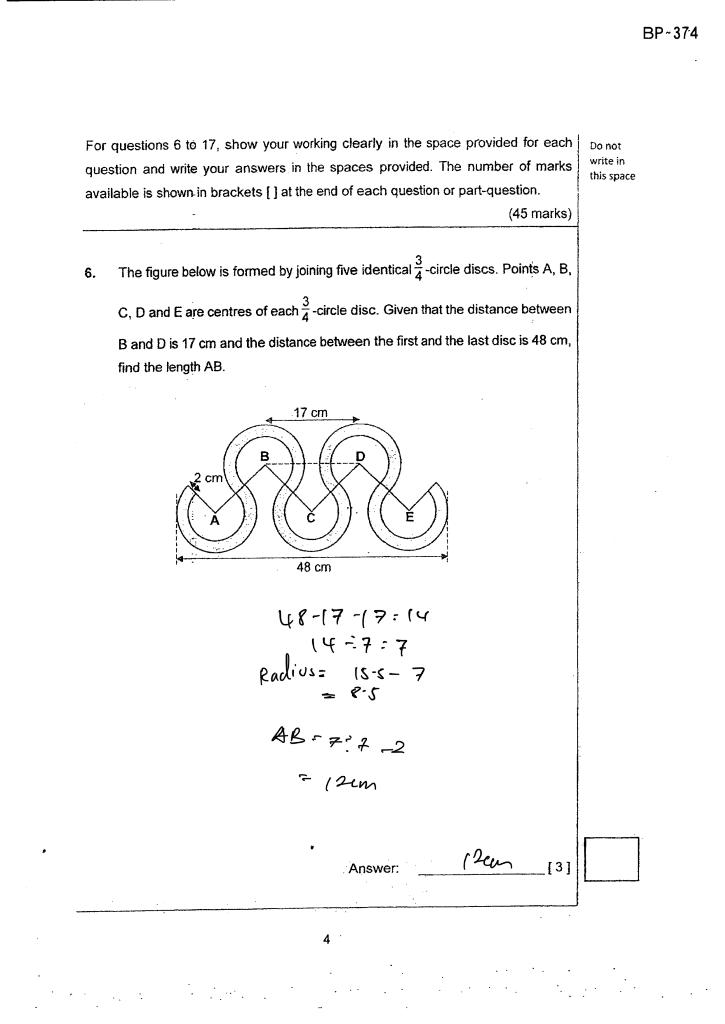 BP-374
For questions 6 to 17, show your working clearly in the space provided for each
question and write your answers in the spaces provided. The number of marks
available is shown in brackets [ ] at the end of each question or part-question.
(45 marks)
Do not
write in
this space
6. The figure below is formed by joining five identical 3/4 -circle discs. Points A, B,
C, D and E are centres of each 3/4 -circle disc. Given that the distance between
B and D is 17 cm and the distance between the first and the last disc is 48 cm,
find the length AB.
17 cm
B D
2 cm
A C E
48 cm
48-17-17=14
14÷7=7
Radius= 15.5- 7
= 8.5
AB = 7+7-2
= 12cm
Answer: 12cm [ 3 ]
4